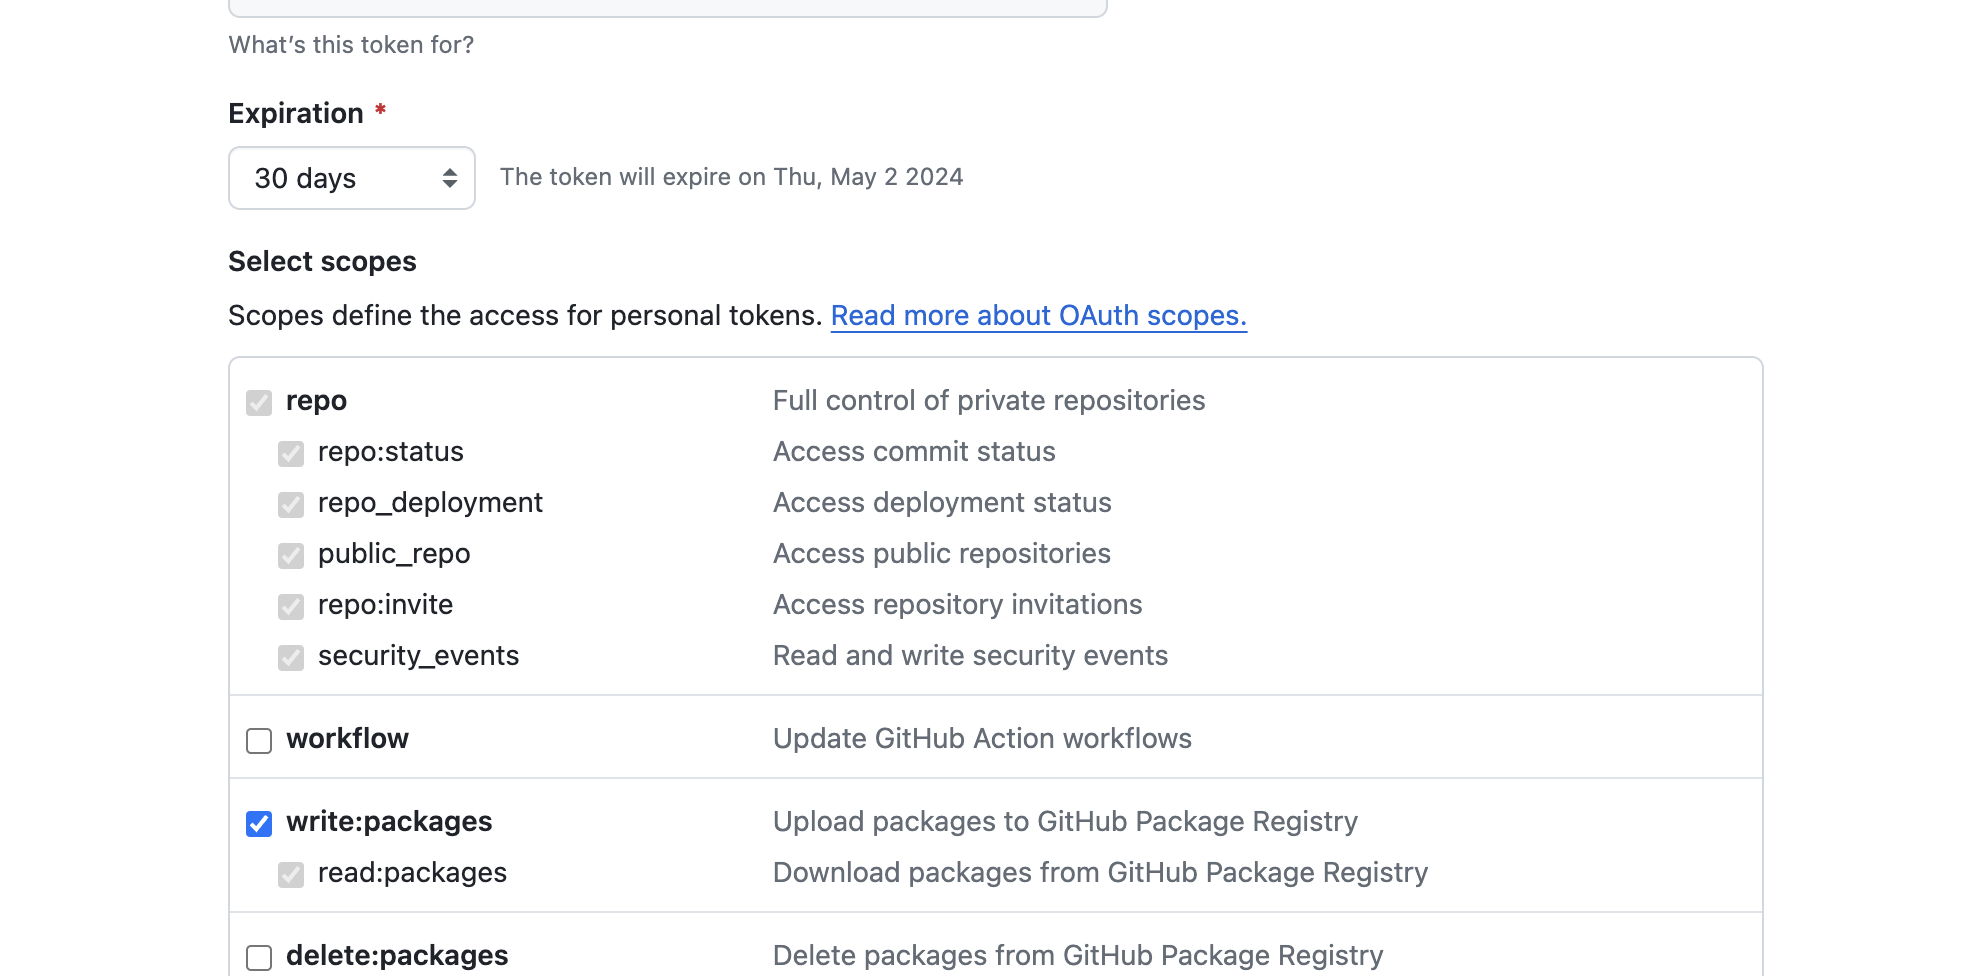 What’s this token for?
Expiration *
30 days The token will expire on Thu, May 2 2024
Select scopes
Scopes define the access for personal tokens. Read more about OAuth scopes.
repo Full control of private repositories
repo:status Access commit status
repo_deployment Access deployment status
public_repo Access public repositories
repo:invite Access repository invitations
security_events Read and write security events
workflow Update GitHub Action workflows
write:packages Upload packages to GitHub Package Registry
read:packages Download packages from GitHub Package Registry
delete:packages Delete packages from GitHub Package Registry